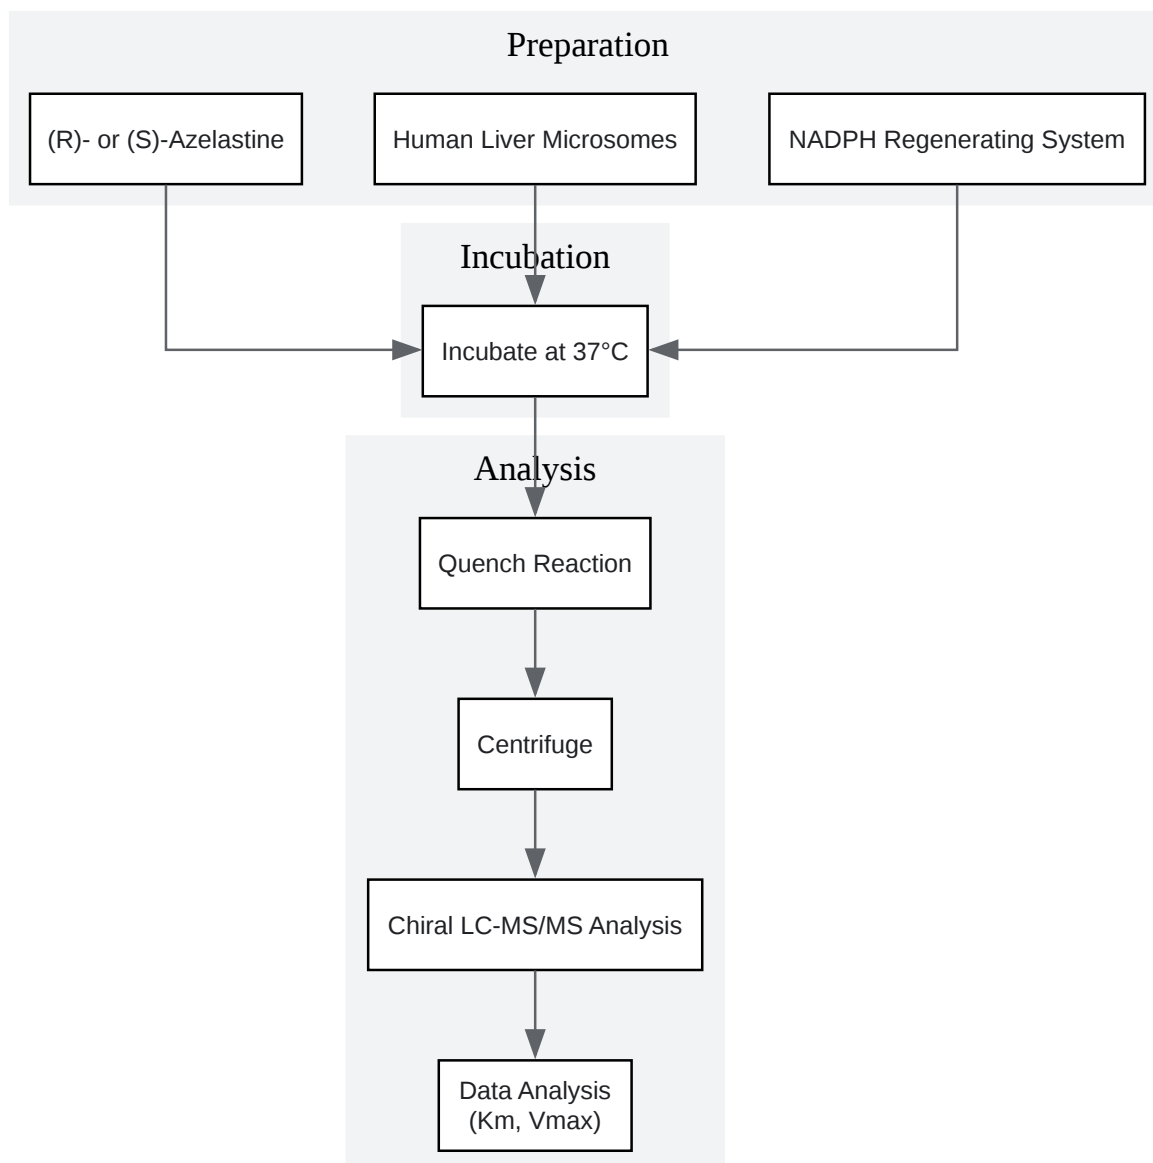 Preparation
(R)- or (S)-Azelastine
Human Liver Microsomes
NADPH Regenerating System
Incubation
Incubate at 37°C
Analysis
Quench Reaction
Centrifuge
Chiral LC-MS/MS Analysis
Data Analysis
(Km, Vmax)